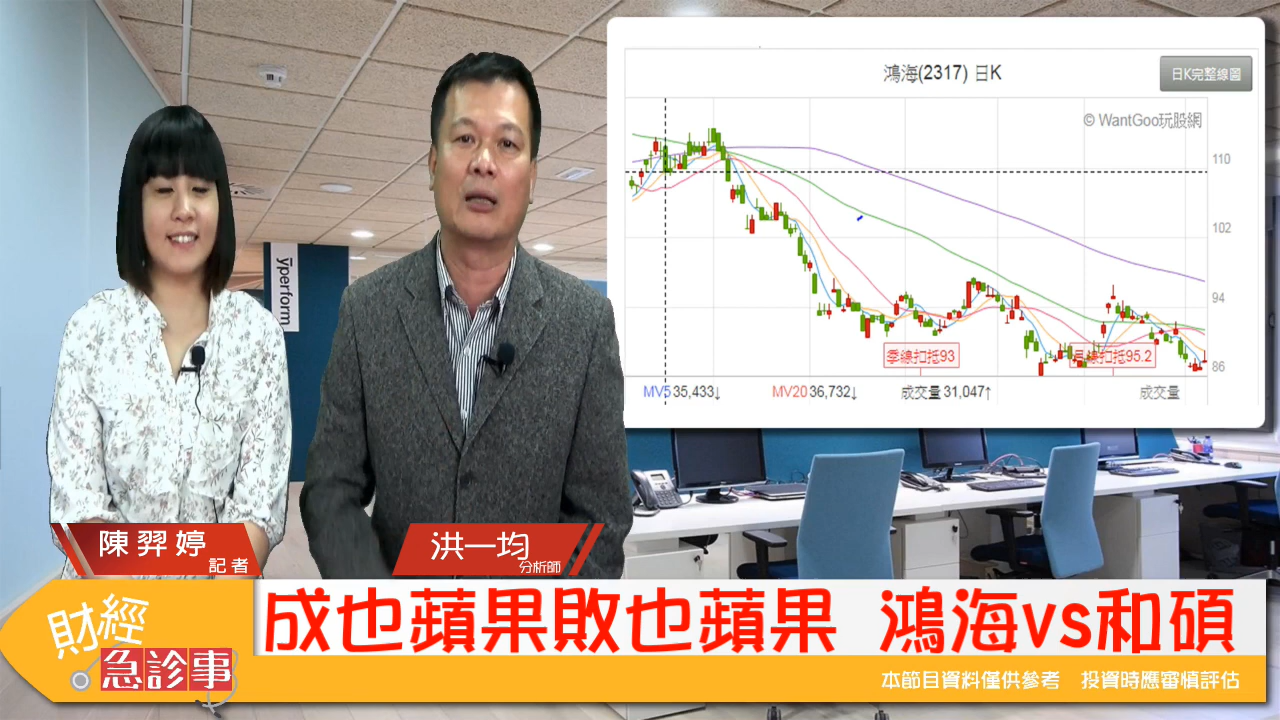 鴻海(2317) 日K
日K完整線圖
© WantGoo玩股網
110
102
94
86
季線扣抵93
月線扣抵95.2
MV5 35,433↓ MV20 36,732↓ 成交量 31,047↑ 成交量
yperform
陳羿婷
記者
洪一均
分析師
財經
急診事
成也蘋果敗也蘋果 鴻海vs和碩
本節目資料僅供參考 投資時應審慎評估